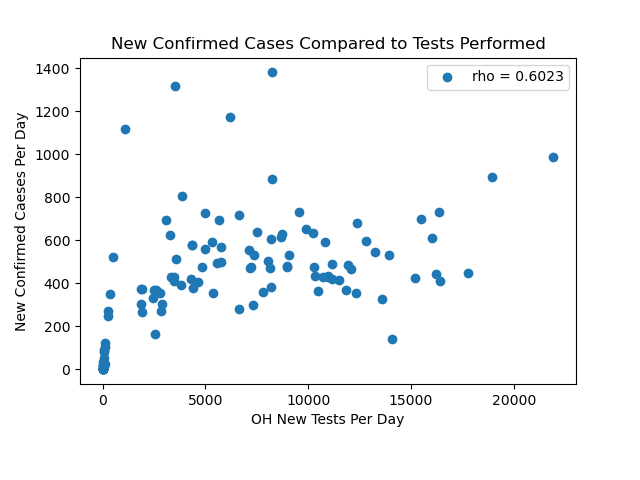 New Confirmed Cases Compared to Tests Performed
rho = 0.6023
New Confirmed Caeses Per Day
1400
1200
1000
800
600
400
200
0
0 5000 10000 15000 20000
OH New Tests Per Day